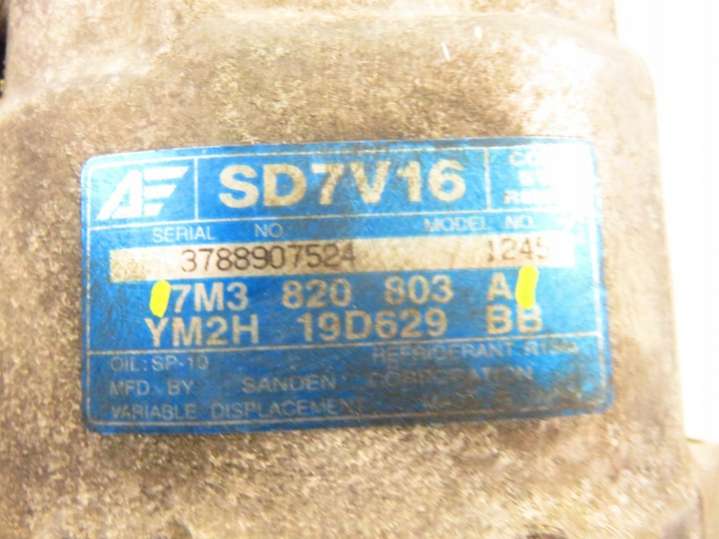 AE SD7V16
SERIAL NO. MODEL NO.
3788907524 1245
7M3 820 803 A
YM2H 19D629 BB
OIL: SP-10 REFRIGERANT
MFD. BY SANDEN CORPORATION
VARIABLE DISPLACEMENT